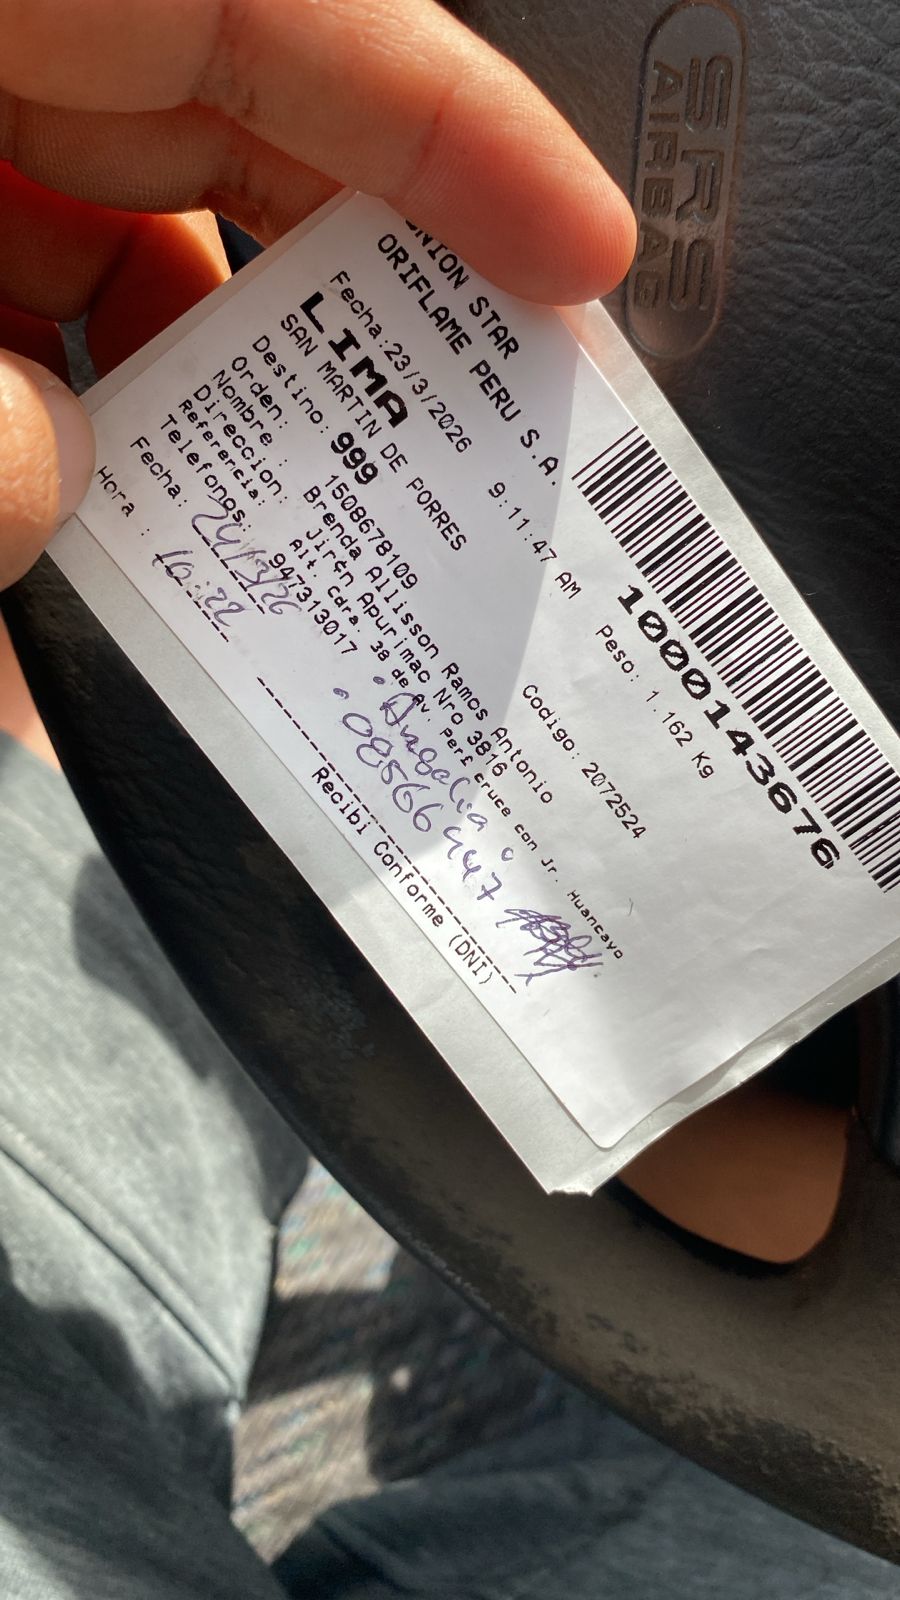 SRS
AIRBAG
UNION STAR
ORIFLAME PERU S.A.
Fecha:23/3/2026 9:11:47 AM
LIMA
SAN MARTIN DE PORRES
1000143676
Peso: 1.162 Kg
Destino: 999 Codigo: 2072524
Orden: 1508678109
Nombre : Brenda Allisson Ramos Antonio
Direccion: Jirón Apurimac Nro 3816
Referencia: Alt. Cdra. 38 de Av. Perú cruce con Jr. Huancayo
Telefonos: 947313017
Fecha: 24/3/26
Hora : 10:22
Angelica
08566447
Recibi Conforme (DNI)